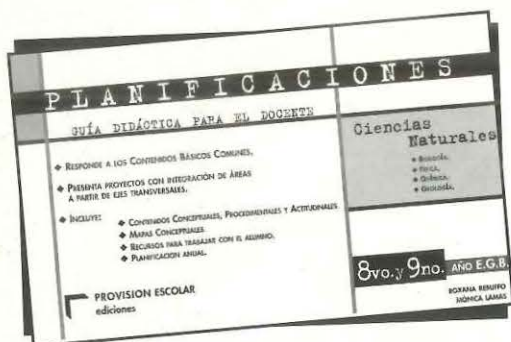 PLANIFICACIONES
GUÍA DIDÁCTICA PARA EL DOCENTE
◆ RESPONDE A LOS CONTENIDOS BÁSICOS COMUNES.
◆ PRESENTA PROYECTOS CON INTEGRACIÓN DE ÁREAS
A PARTIR DE EJES TRANSVERSALES.
◆ INCLUYE:
◆ CONTENIDOS CONCEPTUALES, PROCEDIMENTALES Y ACTITUDINALES.
◆ MAPAS CONCEPTUALES.
◆ RECURSOS PARA TRABAJAR CON EL ALUMNO.
◆ PLANIFICACIÓN ANUAL.
PROVISION ESCOLAR
ediciones
Ciencias
Naturales
◆ BIOLOGÍA.
◆ FÍSICA.
◆ QUÍMICA.
◆ GEOLOGÍA.
8vo. y 9no. AÑO E.G.B.
ROXANA
MÓNICA LAMAS